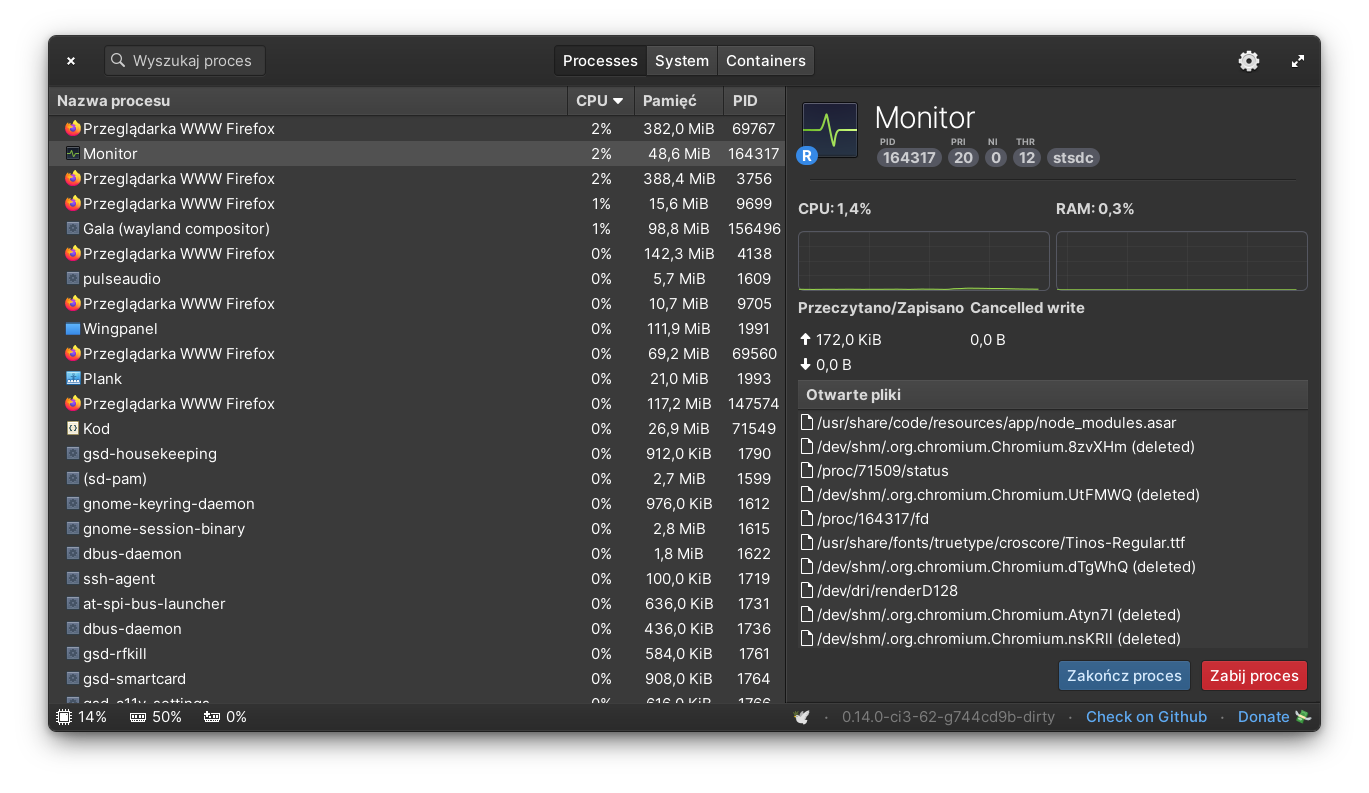 Wyszukaj proces Processes System Containers
Nazwa procesu CPU Pamięć PID
Przeglądarka WWW Firefox 2% 382,0 MiB 69767
Monitor 2% 48,6 MiB 164317
Przeglądarka WWW Firefox 2% 388,4 MiB 3756
Przeglądarka WWW Firefox 1% 15,6 MiB 9699
Gala (wayland compositor) 1% 98,8 MiB 156496
Przeglądarka WWW Firefox 0% 142,3 MiB 4138
pulseaudio 0% 5,7 MiB 1609
Przeglądarka WWW Firefox 0% 10,7 MiB 9705
Wingpanel 0% 111,9 MiB 1991
Przeglądarka WWW Firefox 0% 69,2 MiB 69560
Plank 0% 21,0 MiB 1993
Przeglądarka WWW Firefox 0% 117,2 MiB 147574
Kod 0% 26,9 MiB 71549
gsd-housekeeping 0% 912,0 KiB 1790
(sd-pam) 0% 2,7 MiB 1599
gnome-keyring-daemon 0% 976,0 KiB 1612
gnome-session-binary 0% 2,8 MiB 1615
dbus-daemon 0% 1,8 MiB 1622
ssh-agent 0% 100,0 KiB 1719
at-spi-bus-launcher 0% 636,0 KiB 1731
dbus-daemon 0% 436,0 KiB 1736
gsd-rfkill 0% 584,0 KiB 1761
gsd-smartcard 0% 908,0 KiB 1764
gsd-a11y-settings 0% 616,0 KiB 1766
Monitor
R
PID PRI NI THR
164317 20 0 12 stsdc
CPU: 1,4% RAM: 0,3%
Przeczytano/Zapisano Cancelled write
172,0 KiB 0,0 B
0,0 B
Otwarte pliki
/usr/share/code/resources/app/node_modules.asar
/dev/shm/.org.chromium.Chromium.8zvXHm (deleted)
/proc/71509/status
/dev/shm/.org.chromium.Chromium.UtFMWQ (deleted)
/proc/164317/fd
/usr/share/fonts/truetype/croscore/Tinos-Regular.ttf
/dev/shm/.org.chromium.Chromium.dTgWhQ (deleted)
/dev/dri/renderD128
/dev/shm/.org.chromium.Chromium.Atyn7I (deleted)
/dev/shm/.org.chromium.Chromium.nsKRII (deleted)
Zakończ proces Zabij proces
14% 50% 0% · 0.14.0-ci3-62-g744cd9b-dirty · Check on Github · Donate